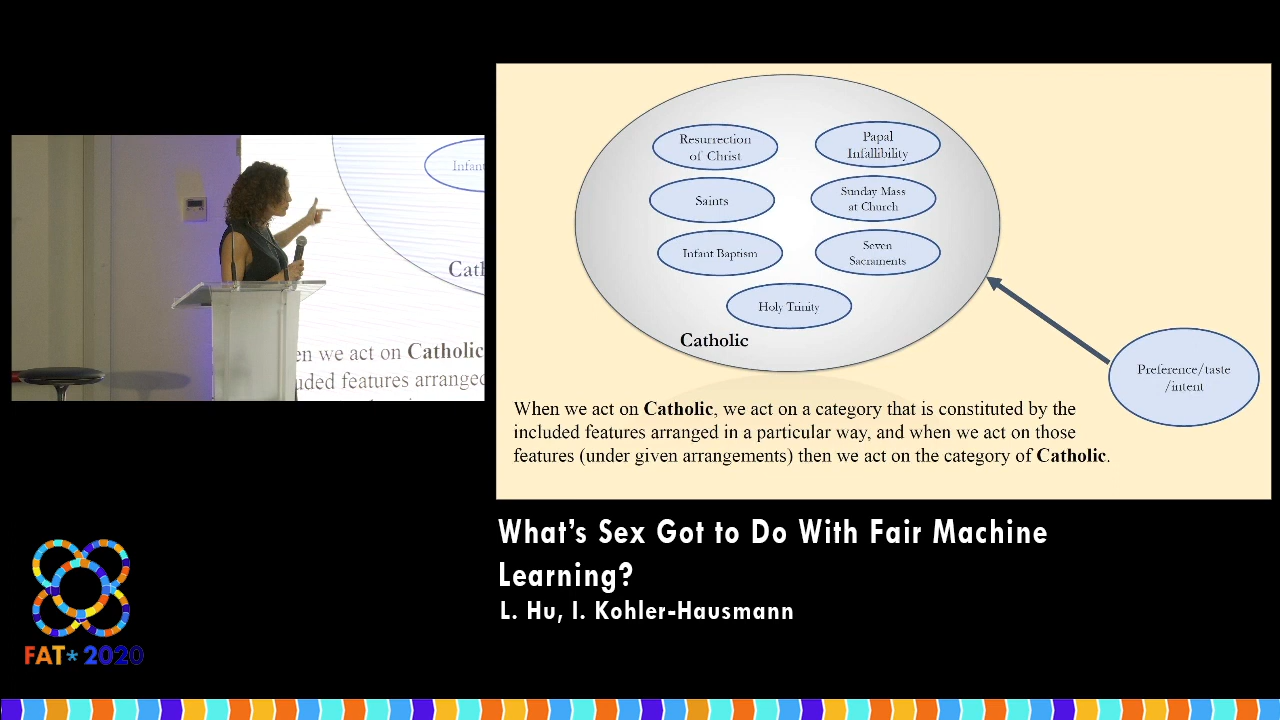 Infant
Catholic
en we act on Catholic
uded features arranged
Resurrection
of Christ
Papal
Infallibility
Saints
Sunday Mass
at Church
Infant Baptism
Seven
Sacraments
Holy Trinity
Catholic
Preference/taste
/intent
When we act on Catholic, we act on a category that is constituted by the
included features arranged in a particular way, and when we act on those
features (under given arrangements) then we act on the category of Catholic.
What's Sex Got to Do With Fair Machine
Learning?
L. Hu, I. Kohler-Hausmann
FAT* 2020